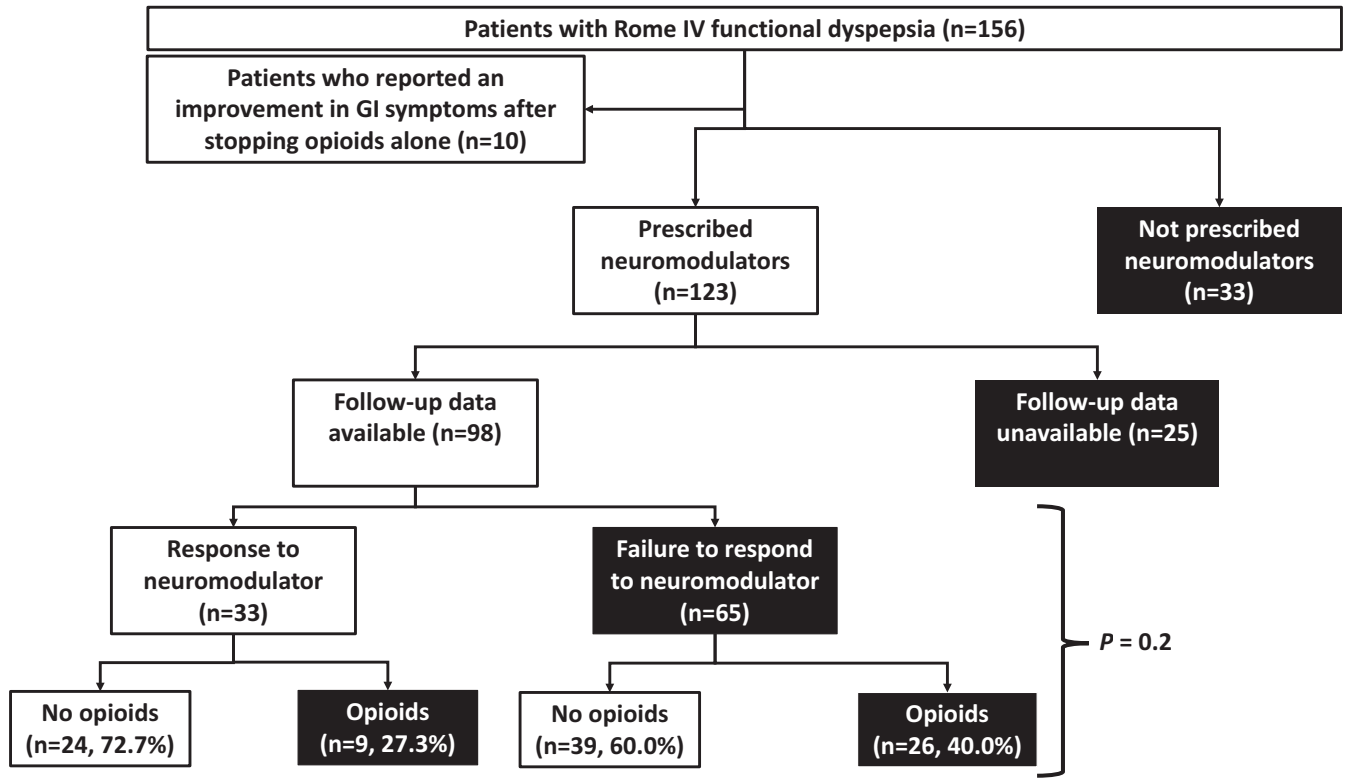 Patients with Rome IV functional dyspepsia (n=156)
Patients who reported an
improvement in GI symptoms after
stopping opioids alone (n=10)
Prescribed
neuromodulators
(n=123)
Not prescribed
neuromodulators
(n=33)
Follow-up data
available (n=98)
Follow-up data
unavailable (n=25)
Response to
neuromodulator
(n=33)
Failure to respond
to neuromodulator
(n=65)
P = 0.2
No opioids
(n=24, 72.7%)
Opioids
(n=9, 27.3%)
No opioids
(n=39, 60.0%)
Opioids
(n=26, 40.0%)